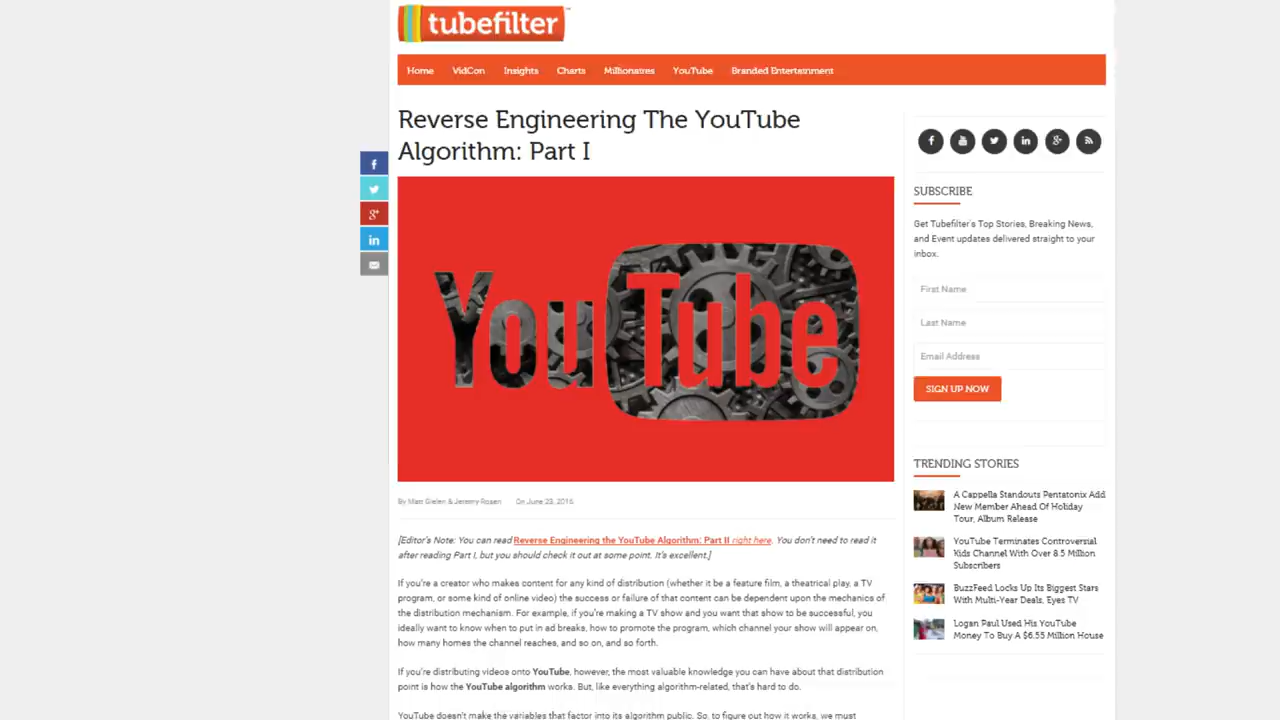 tubefilter
Home VidCon Insights Charts Millionaires YouTube Branded Entertainment
Reverse Engineering The YouTube
Algorithm: Part I
YouTube
By Matt Gielen & Jeremy Rosen On June 23, 2016
[Editor's Note: You can read Reverse Engineering the YouTube Algorithm: Part II right here. You don't need to read it
after reading Part I, but you should check it out at some point. It's excellent.]
If you're a creator who makes content for any kind of distribution (whether it be a feature film, a theatrical play, a TV
program, or some kind of online video) the success or failure of that content can be dependent upon the mechanics of
the distribution mechanism. For example, if you're making a TV show and you want that show to be successful, you
ideally want to know when to put in ad breaks, how to promote the program, which channel your show will appear on,
how many homes the channel reaches, and so on, and so forth.
If you're distributing videos onto YouTube, however, the most valuable knowledge you can have about that distribution
point is how the YouTube algorithm works. But, like everything algorithm-related, that's hard to do.
YouTube doesn't make the variables that factor into its algorithm public. So, to figure out how it works, we must
SUBSCRIBE
Get Tubefilter's Top Stories, Breaking News,
and Event updates delivered straight to your
inbox.
First Name
Last Name
Email Address
SIGN UP NOW
TRENDING STORIES
A Cappella Standouts Pentatonix Add
New Member Ahead Of Holiday
Tour, Album Release
YouTube Terminates Controversial
Kids Channel With Over 8.5 Million
Subscribers
BuzzFeed Locks Up Its Biggest Stars
With Multi-Year Deals, Eyes TV
Logan Paul Used His YouTube
Money To Buy A $6.55 Million House